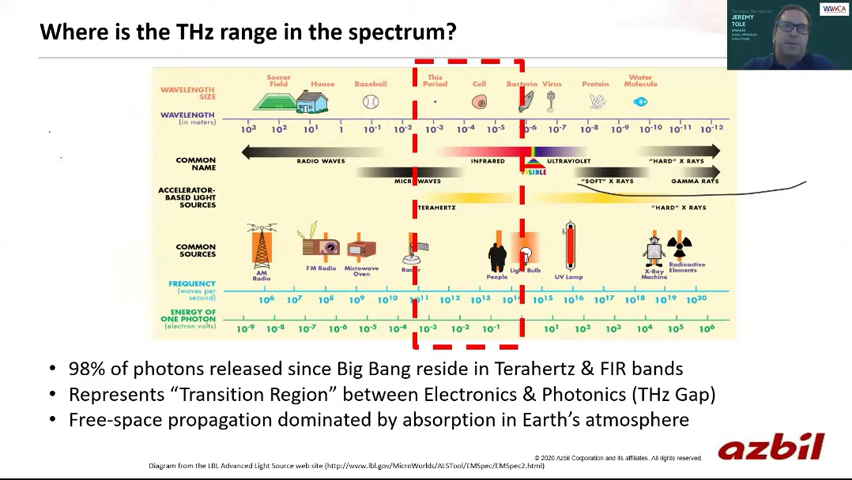 Where is the THz range in the spectrum?
JEREMY
TOLE
WAVELENGTH
SIZE
Soccer
Field
House
Baseball
This
Period
Cell
Bacteria
Virus
Protein
Water
Molecule
WAVELENGTH
(in meters)
10³ 10² 10¹ 1 10⁻¹ 10⁻² 10⁻³ 10⁻⁴ 10⁻⁵ 10⁻⁶ 10⁻⁷ 10⁻⁸ 10⁻⁹ 10⁻¹⁰ 10⁻¹¹ 10⁻¹²
COMMON
NAME
RADIO WAVES
INFRARED
ULTRAVIOLET
"HARD" X RAYS
MICROWAVES
VISIBLE
"SOFT" X RAYS
GAMMA RAYS
ACCELERATOR-
BASED LIGHT
SOURCES
TERAHERTZ
"HARD" X RAYS
COMMON
SOURCES
AM
Radio
FM Radio
Microwave
Oven
Radar
People
Light Bulb
UV Lamp
X-Ray
Machine
Radioactive
Elements
FREQUENCY
(waves per
second)
10⁶ 10⁷ 10⁸ 10⁹ 10¹⁰ 10¹¹ 10¹² 10¹³ 10¹⁴ 10¹⁵ 10¹⁶ 10¹⁷ 10¹⁸ 10¹⁹ 10²⁰
ENERGY OF
ONE PHOTON
(electron volts)
10⁻⁹ 10⁻⁸ 10⁻⁷ 10⁻⁶ 10⁻⁵ 10⁻⁴ 10⁻³ 10⁻² 10⁻¹ 10¹ 10² 10³ 10⁴ 10⁵ 10⁶
• 98% of photons released since Big Bang reside in Terahertz & FIR bands
• Represents “Transition Region” between Electronics & Photonics (THz Gap)
• Free-space propagation dominated by absorption in Earth’s atmosphere
azbil
© 2020 Azbil Corporation and its affiliates. All rights reserved.
Diagram from the LBL Advanced Light Source web site (http://www.lbl.gov/MicroWorlds/ALSTool/EMSpec/EMSpec2.html)